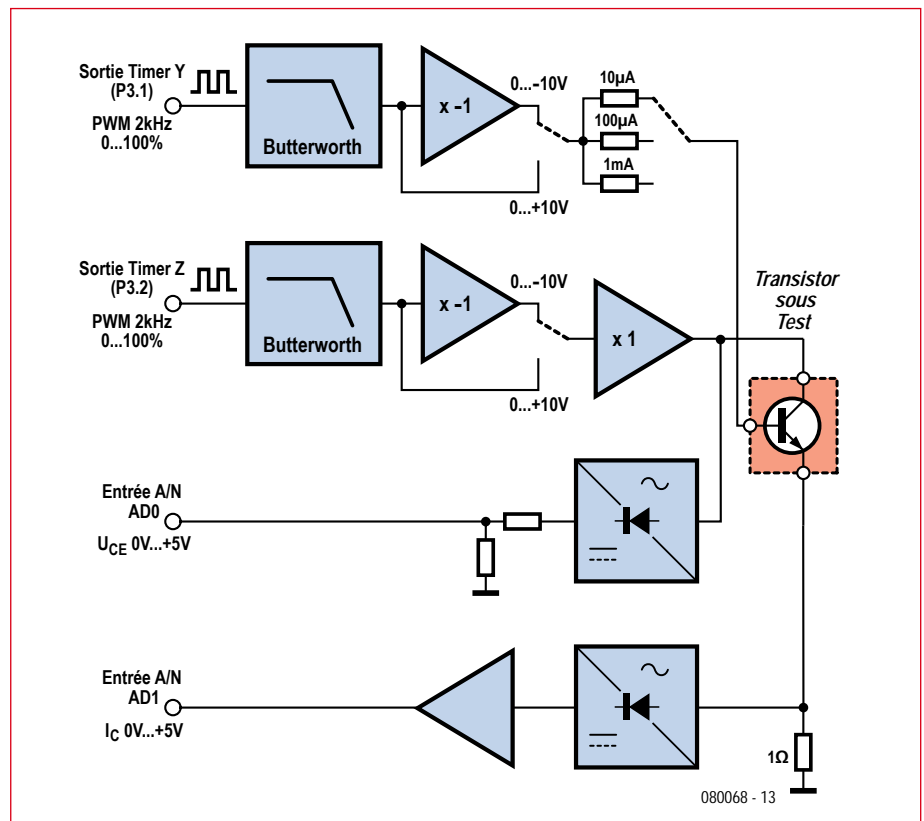 Sortie Timer Y
(P3.1)
PWM 2kHz
0...100%
Butterworth
x -1
0...-10V
0...+10V
10µA
100µA
1mA
Sortie Timer Z
(P3.2)
PWM 2kHz
0...100%
Butterworth
x -1
0...-10V
0...+10V
x 1
Transistor
sous
Test
Entrée A/N
AD0
UCE 0V...+5V
Entrée A/N
AD1
IC 0V...+5V
1Ω
080068 - 13